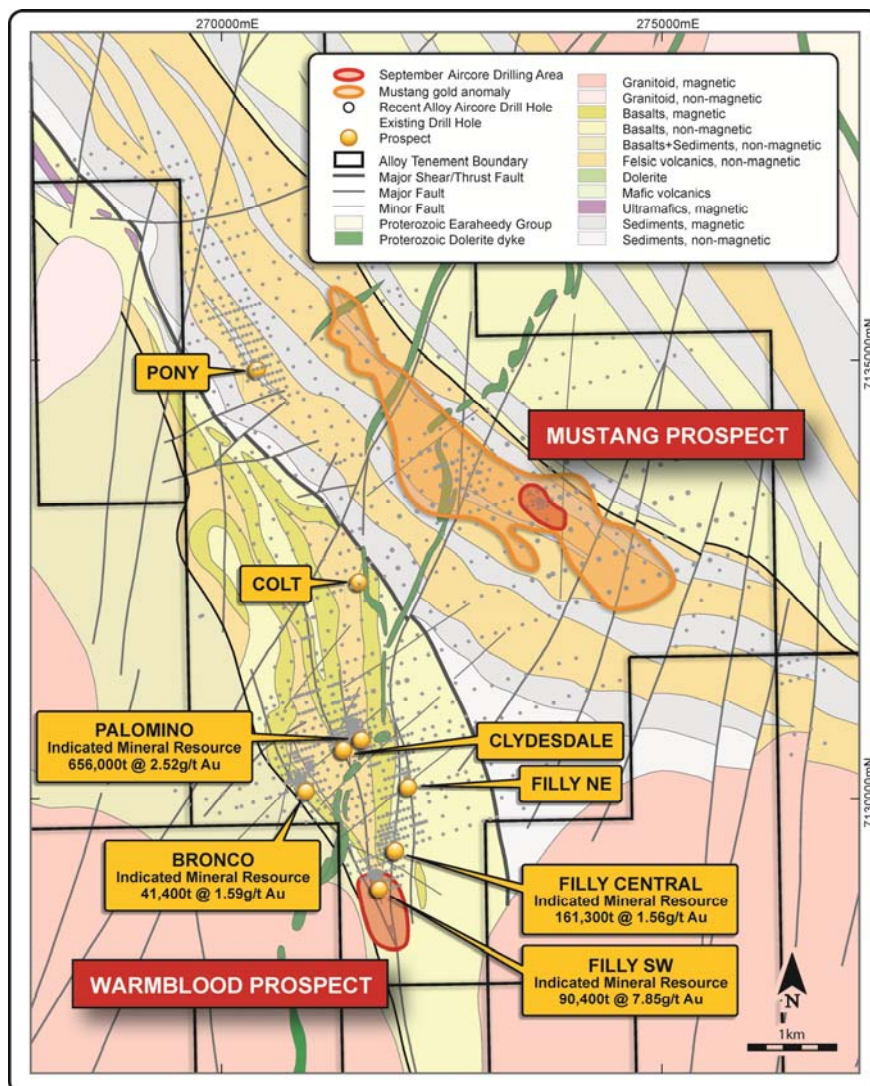 270000mE
275000mE
September Aircore Drilling Area
Mustang gold anomaly
Recent Alloy Aircore Drill Hole
Existing Drill Hole
Prospect
Alloy Tenement Boundary
Major Shear/Thrust Fault
Major Fault
Minor Fault
Proterozoic Earaheedy Group
Proterozoic Dolerite dyke
Granitoid, magnetic
Granitoid, non-magnetic
Basalts, magnetic
Basalts, non-magnetic
Basalts+Sediments, non-magnetic
Felsic volcanics, non-magnetic
Dolerite
Mafic volcanics
Ultramafics, magnetic
Sediments, magnetic
Sediments, non-magnetic
7135000mN
PONY
MUSTANG PROSPECT
COLT
PALOMINO
Indicated Mineral Resource
656,000t @ 2.52g/t Au
CLYDESDALE
FILLY NE
7130000mN
BRONCO
Indicated Mineral Resource
41,400t @ 1.59g/t Au
FILLY CENTRAL
Indicated Mineral Resource
161,300t @ 1.56g/t Au
FILLY SW
Indicated Mineral Resource
90,400t @ 7.85g/t Au
WARMBLOOD PROSPECT
N
1km